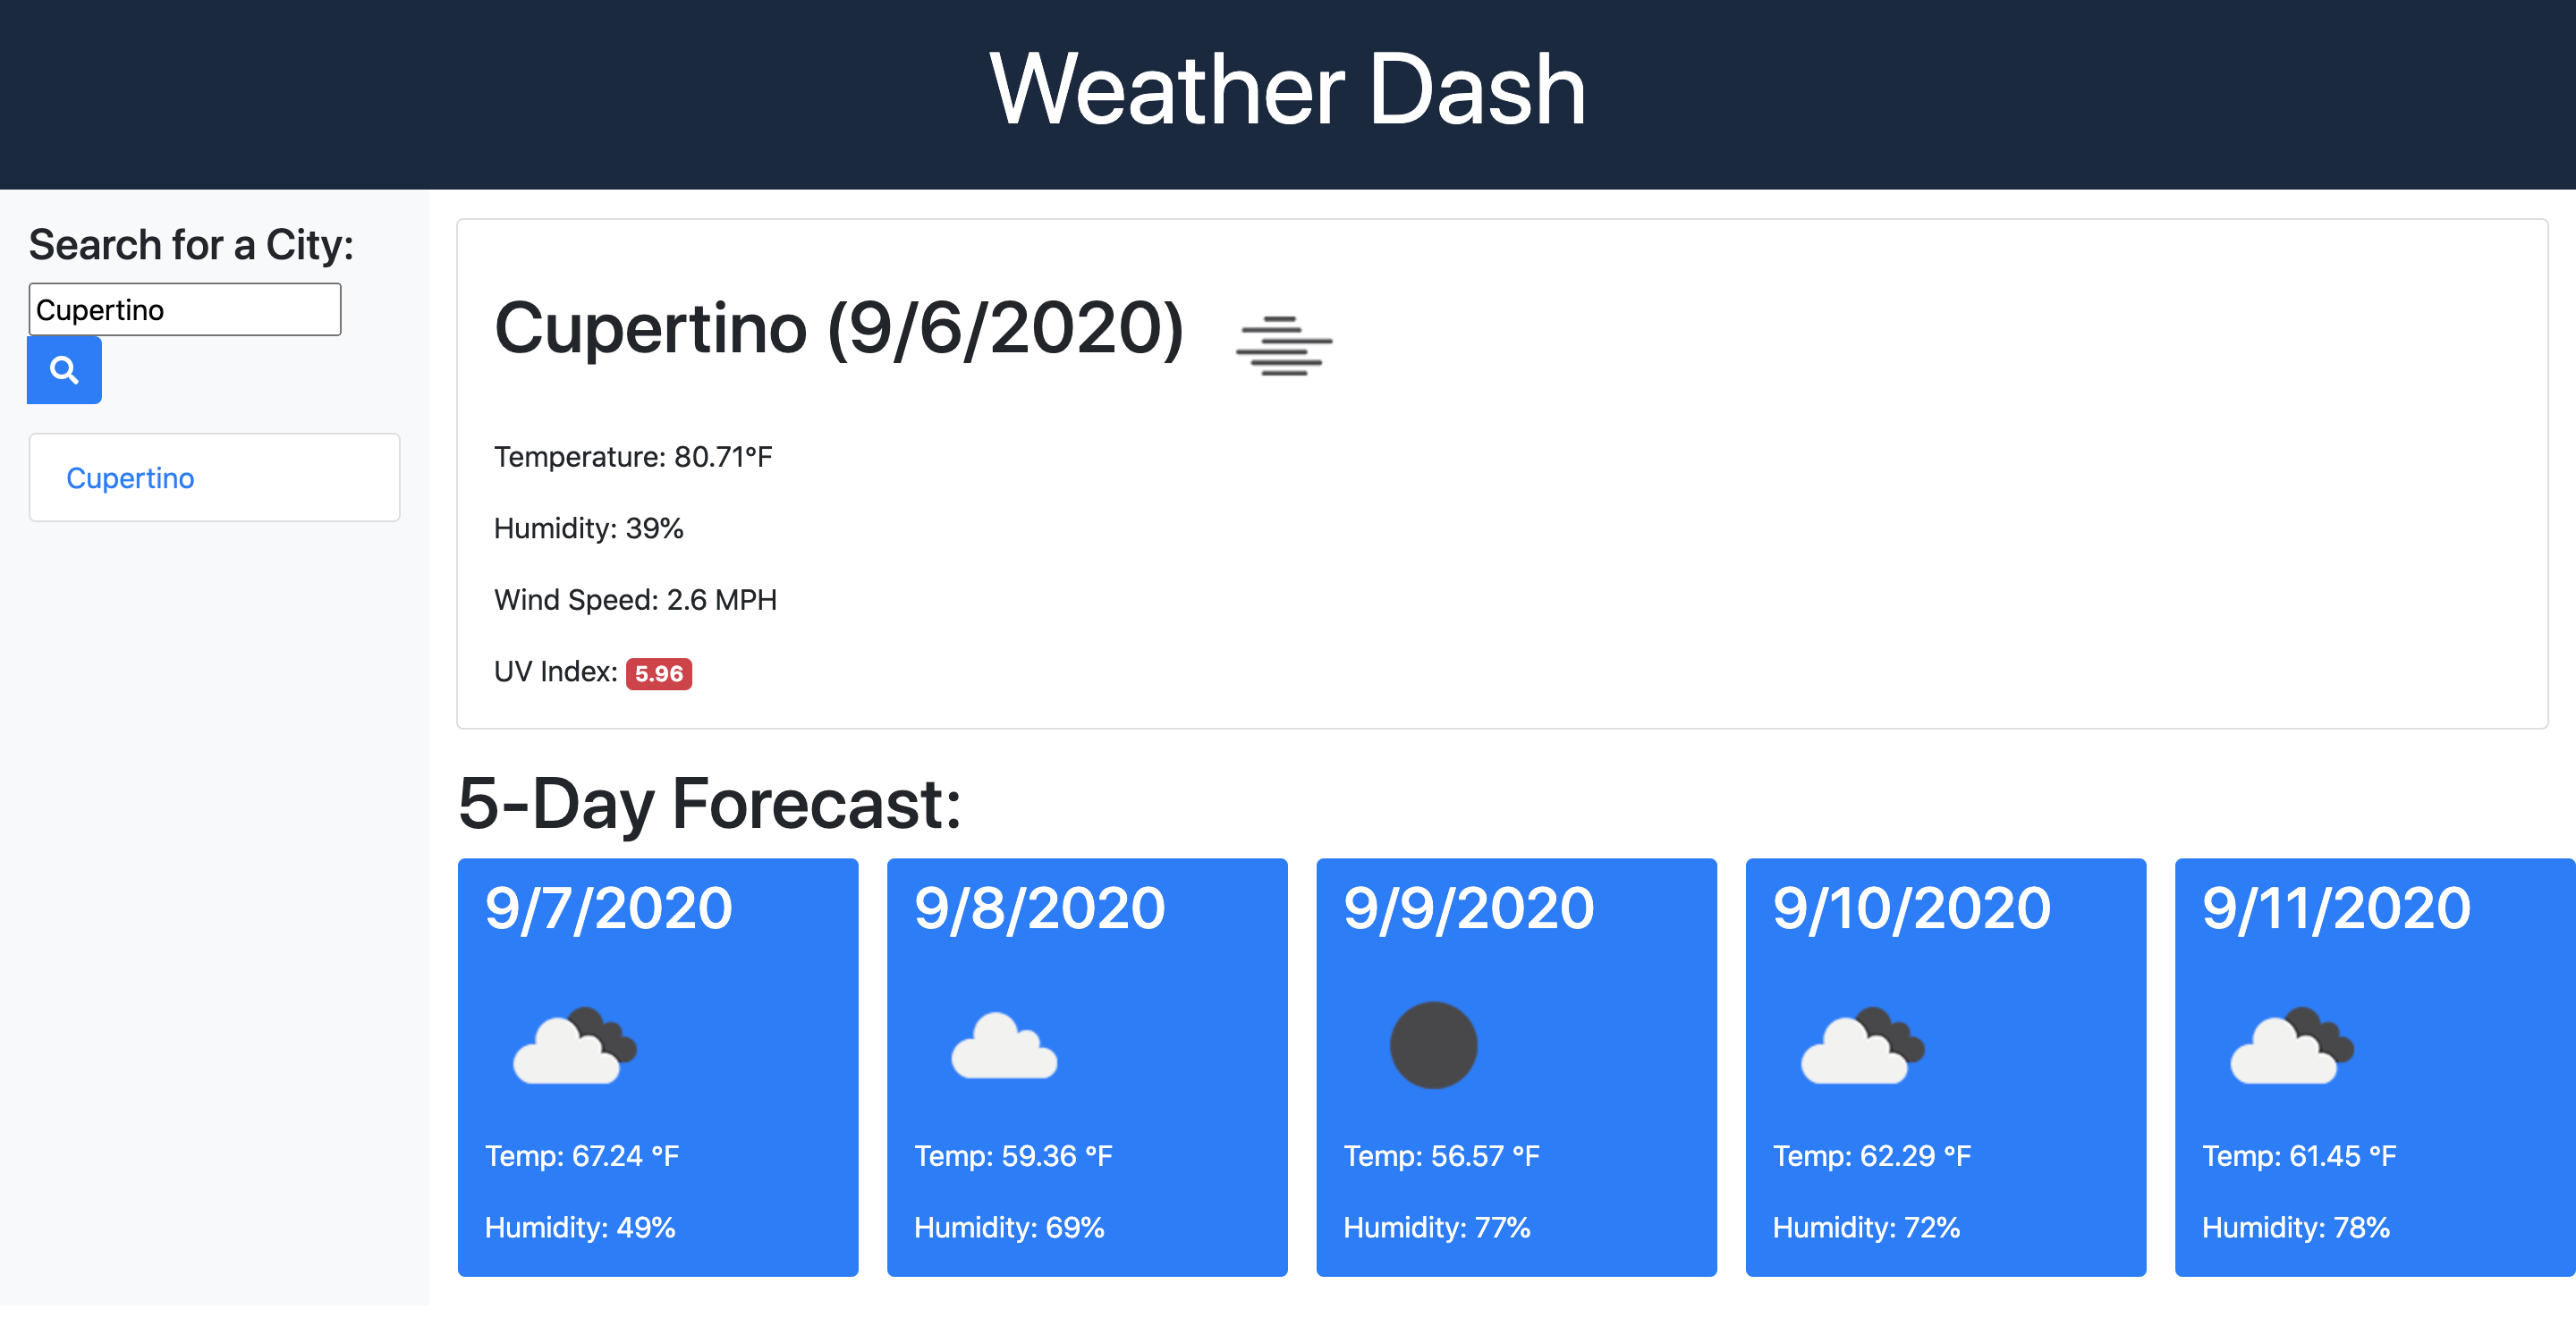 Weather Dash
Search for a City:
Cupertino
Cupertino
Cupertino (9/6/2020)
Temperature: 80.71°F
Humidity: 39%
Wind Speed: 2.6 MPH
UV Index: 5.96
5-Day Forecast:
9/7/2020
Temp: 67.24 °F
Humidity: 49%
9/8/2020
Temp: 59.36 °F
Humidity: 69%
9/9/2020
Temp: 56.57 °F
Humidity: 77%
9/10/2020
Temp: 62.29 °F
Humidity: 72%
9/11/2020
Temp: 61.45 °F
Humidity: 78%